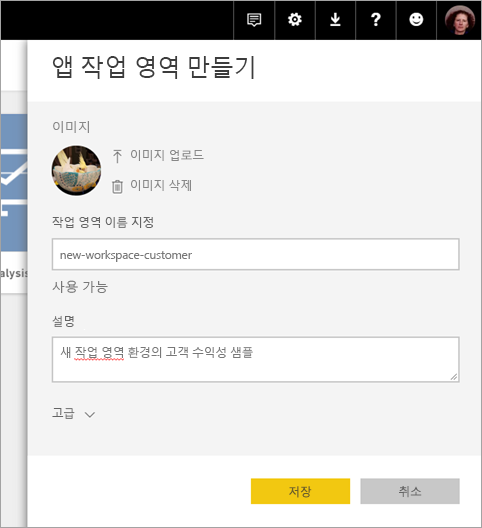 앱 작업 영역 만들기
이미지
이미지 업로드
이미지 삭제
작업 영역 이름 지정
new-workspace-customer
사용 가능
alysis
설명
새 작업 영역 환경의 고객 수익성 샘플
고급
저장
취소